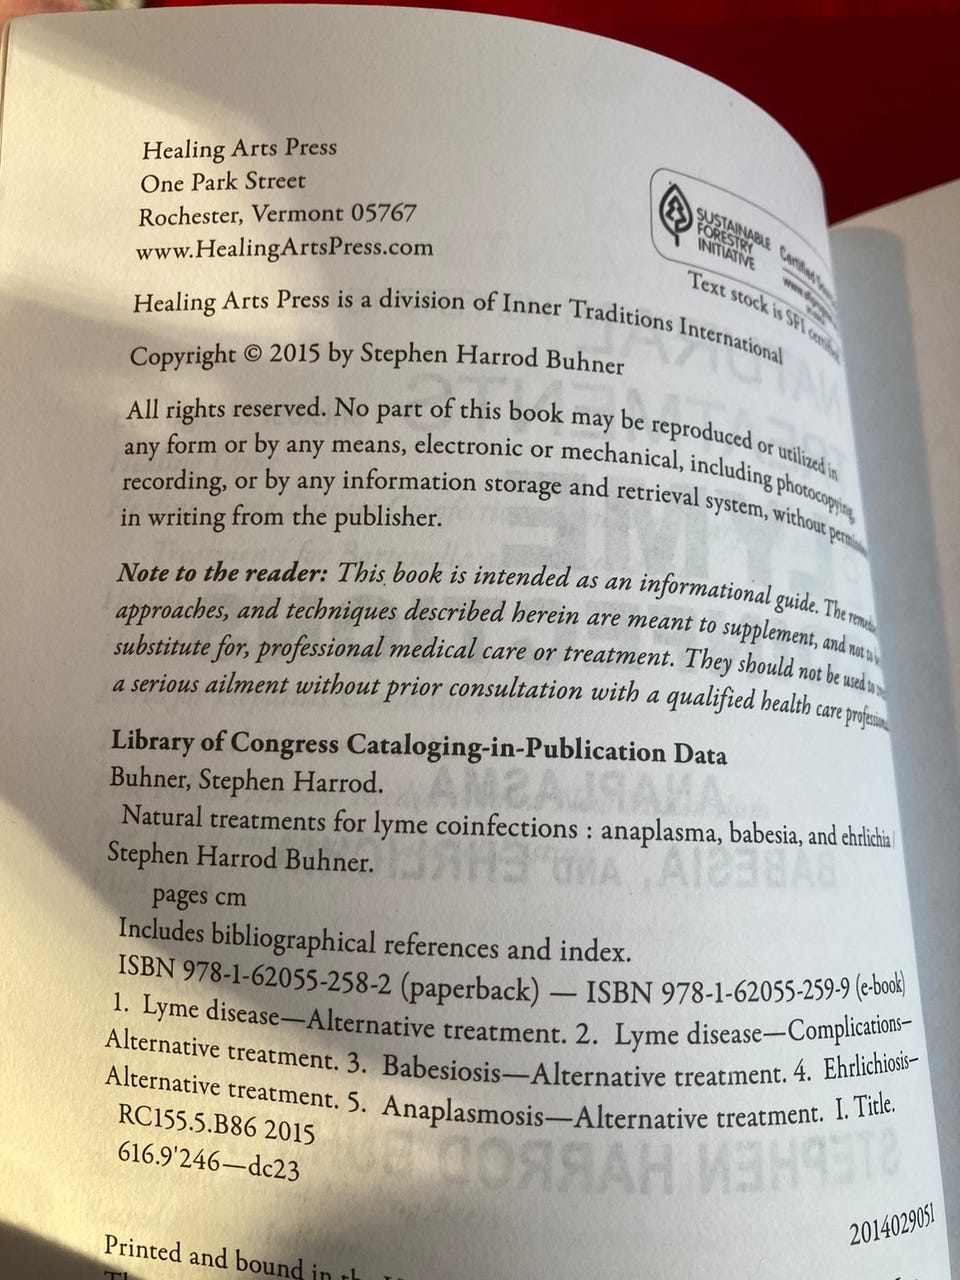 Healing Arts Press
One Park Street
Rochester, Vermont 05767
www.HealingArtsPress.com
SUSTAINABLE
FORESTRY
INITIATIVE
Certified
Text stock is SFI certified
Healing Arts Press is a division of Inner Traditions International
Copyright © 2015 by Stephen Harrod Buhner
All rights reserved. No part of this book may be reproduced or utilized in
any form or by any means, electronic or mechanical, including photocopying,
recording, or by any information storage and retrieval system, without permission
in writing from the publisher.
Note to the reader: This book is intended as an informational guide. The
approaches, and techniques described herein are meant to supplement, and not to
substitute for, professional medical care or treatment. They should not be used to
a serious ailment without prior consultation with a qualified health care professional.
Library of Congress Cataloging-in-Publication Data
Buhner, Stephen Harrod.
Natural treatments for lyme coinfections : anaplasma, babesia, and ehrlichia /
Stephen Harrod Buhner.
pages cm
Includes bibliographical references and index.
ISBN 978-1-62055-258-2 (paperback) — ISBN 978-1-62055-259-9 (e-book)
1. Lyme disease—Alternative treatment. 2. Lyme disease—Complications—
Alternative treatment. 3. Babesiosis—Alternative treatment. 4. Ehrlichiosis—
Alternative treatment. 5. Anaplasmosis—Alternative treatment. I. Title.
RC155.5.B86 2015
616.9'246—dc23
2014029051
Printed and bound in the